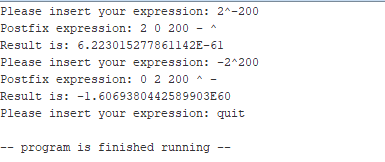 Please insert your expression: 2^-200
Postfix expression: 2 0 200 - ^
Result is: 6.223015277861142E-61
Please insert your expression: -2^200
Postfix expression: 0 2 200 ^ -
Result is: -1.6069380442589903E60
Please insert your expression: quit
-- program is finished running --